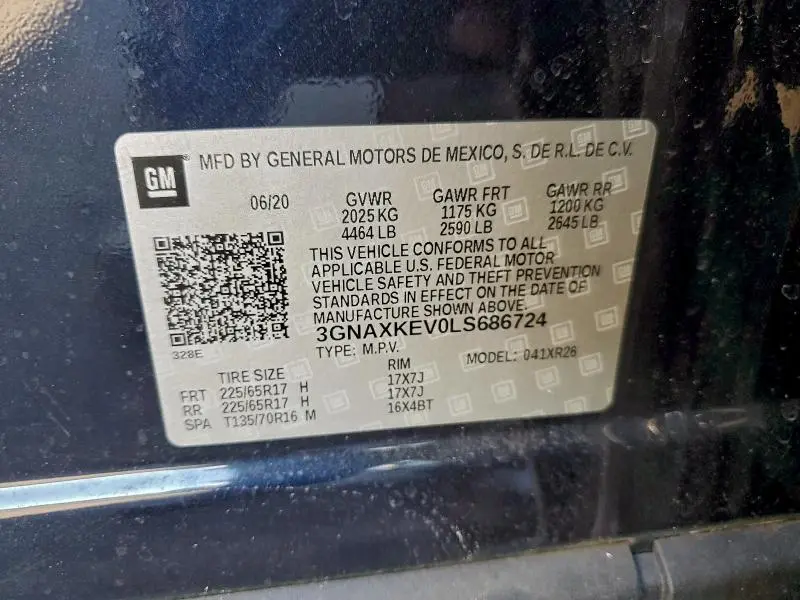 GM
MFD BY GENERAL MOTORS DE MEXICO, S. DE R.L. DE C.V.
06/20 GVWR GAWR FRT GAWR RR
2025 KG 1175 KG 1200 KG
4464 LB 2590 LB 2645 LB
THIS VEHICLE CONFORMS TO ALL
APPLICABLE U.S. FEDERAL MOTOR
VEHICLE SAFETY AND THEFT PREVENTION
STANDARDS IN EFFECT ON THE DATE OF
MANUFACTURE SHOWN ABOVE.
3GNAXKEV0LS686724
328E
TYPE: M.P.V. MODEL: 041XR26
TIRE SIZE RIM
FRT 225/65R17 H 17X7J
RR 225/65R17 H 17X7J
SPA T135/70R16 M 16X4BT